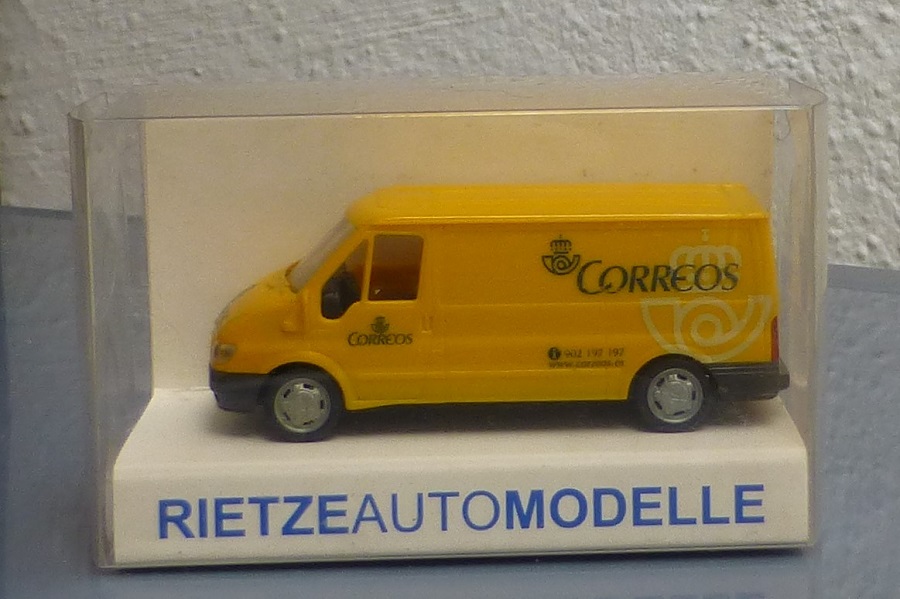 CORREOS
CORREOS
902 197 197
www.correos.es
RIETZEAUTOMODELLE